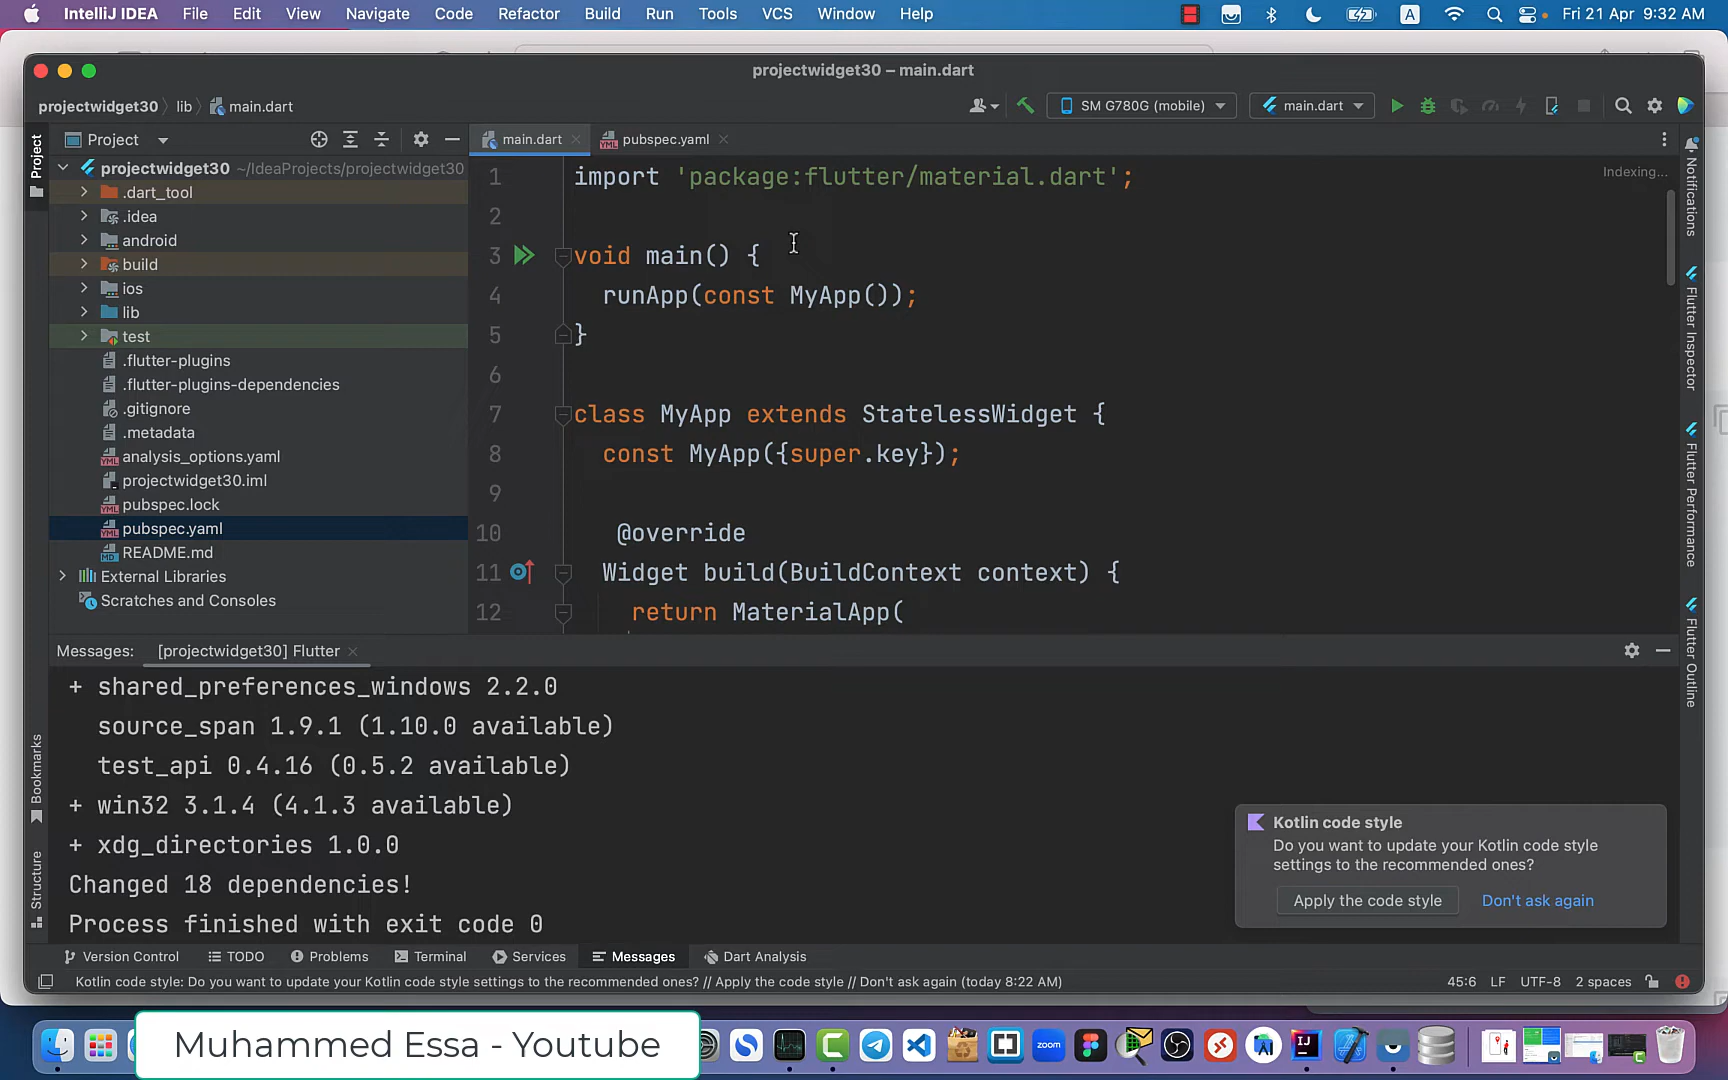 IntelliJ IDEA File Edit View Navigate Code Refactor Build Run Tools VCS Window Help A Fri 21 Apr 9:32 AM
projectwidget30 – main.dart
projectwidget30 lib main.dart SM G780G (mobile) main.dart
Project main.dart pubspec.yaml
Project
projectwidget30 ~/IdeaProjects/projectwidget30
.dart_tool
.idea
android
build
ios
lib
test
.flutter-plugins
.flutter-plugins-dependencies
.gitignore
.metadata
analysis_options.yaml
projectwidget30.iml
pubspec.lock
pubspec.yaml
README.md
External Libraries
Scratches and Consoles
Indexing...
1 import 'package:flutter/material.dart';
2
3 void main() {
4 runApp(const MyApp());
5 }
6
7 class MyApp extends StatelessWidget {
8 const MyApp({super.key});
9
10 @override
11 Widget build(BuildContext context) {
12 return MaterialApp(
Notifications
Flutter Inspector
Flutter Performance
Flutter Outline
Messages: [projectwidget30] Flutter
+ shared_preferences_windows 2.2.0
source_span 1.9.1 (1.10.0 available)
test_api 0.4.16 (0.5.2 available)
+ win32 3.1.4 (4.1.3 available)
+ xdg_directories 1.0.0
Changed 18 dependencies!
Process finished with exit code 0
Bookmarks
Structure
Kotlin code style
Do you want to update your Kotlin code style
settings to the recommended ones?
Apply the code style Don't ask again
Version Control TODO Problems Terminal Services Messages Dart Analysis
Kotlin code style: Do you want to update your Kotlin code style settings to the recommended ones? // Apply the code style // Don't ask again (today 8:22 AM) 45:6 LF UTF-8 2 spaces
Muhammed Essa - Youtube
zoom
IJ